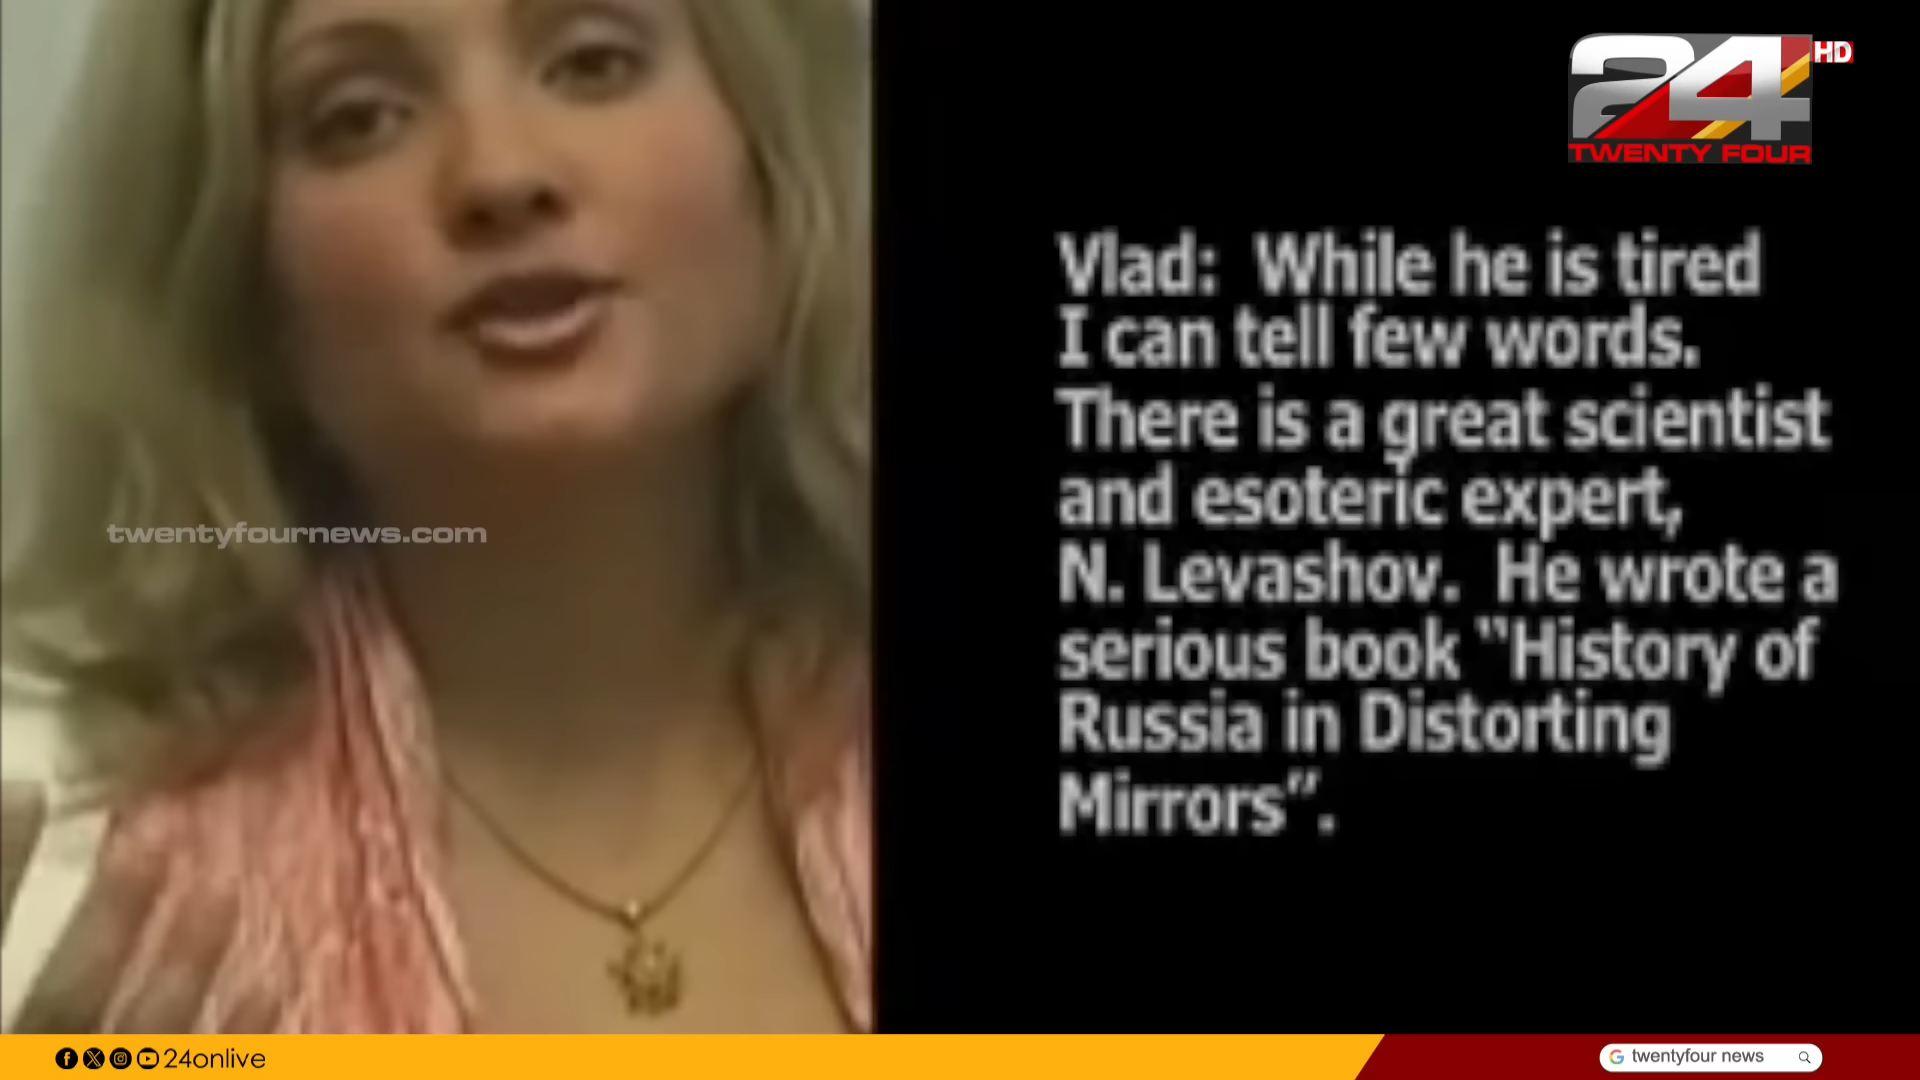 24 HD
TWENTY FOUR
Vlad: While he is tired
I can tell few words.
There is a great scientist
and esoteric expert,
N. Levashov. He wrote a
serious book "History of
Russia in Distorting
Mirrors".
twentyfournews.com
24onlive
twentyfour news